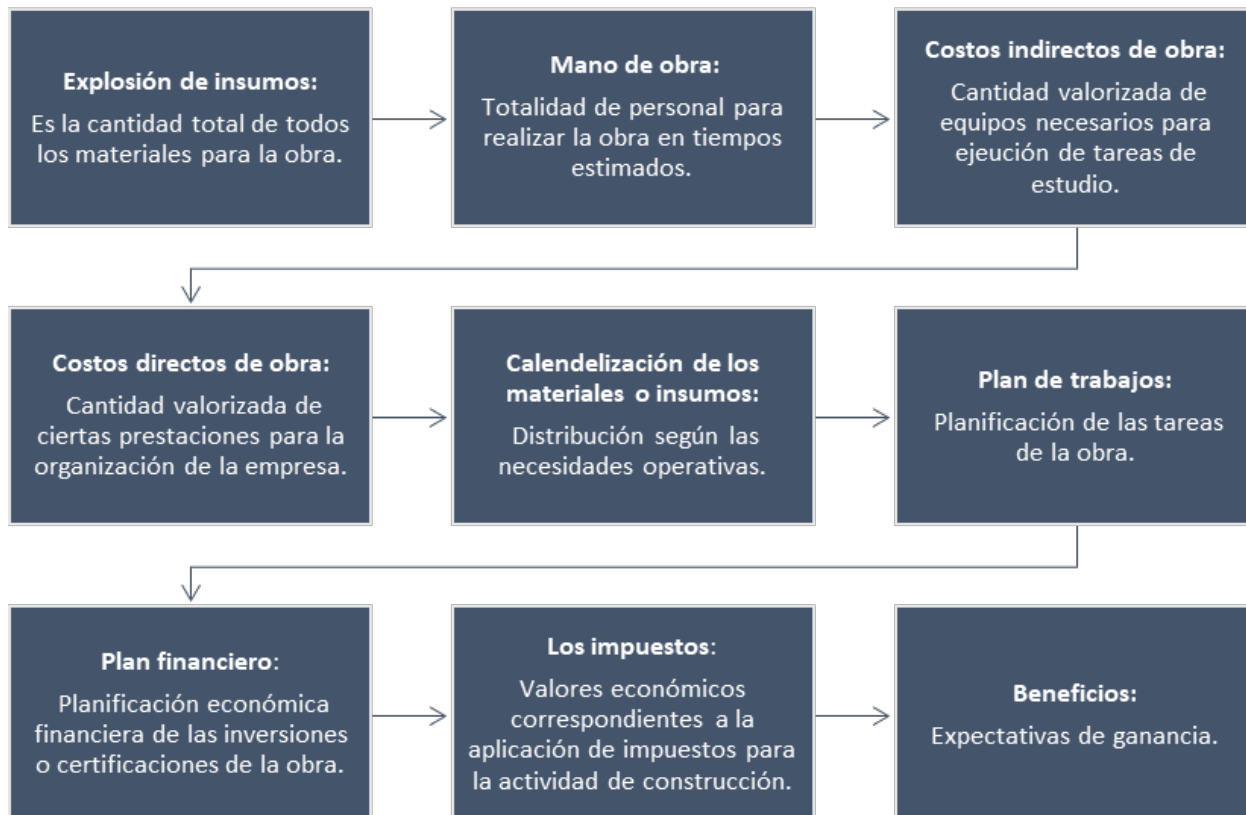 Explosión de insumos:
Es la cantidad total de todos
los materiales para la obra.
Mano de obra:
Totalidad de personal para
realizar la obra en tiempos
estimados.
Costos indirectos de obra:
Cantidad valorizada de
equipos necesarios para
ejeución de tareas de
estudio.
Costos directos de obra:
Cantidad valorizada de
ciertas prestaciones para la
organización de la empresa.
Calendelización de los
materiales o insumos:
Distribución según las
necesidades operativas.
Plan de trabajos:
Planificación de las tareas
de la obra.
Plan financiero:
Planificación económica
financiera de las inversiones
o certificaciones de la obra.
Los impuestos:
Valores económicos
correspondientes a la
aplicación de impuestos para
la actividad de construcción.
Beneficios:
Expectativas de ganancia.